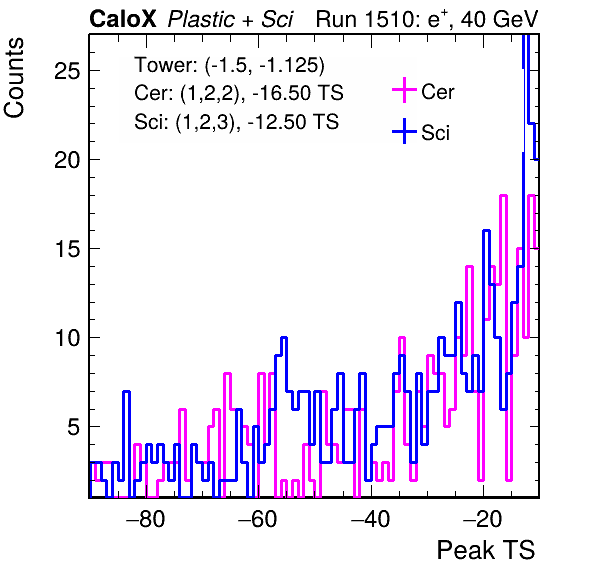 CaloX Plastic + Sci Run 1510: e⁺, 40 GeV
Counts
Tower: (-1.5, -1.125)
Cer: (1,2,2), -16.50 TS
Sci: (1,2,3), -12.50 TS
Cer
Sci
25
20
15
10
5
−80 −60 −40 −20
Peak TS